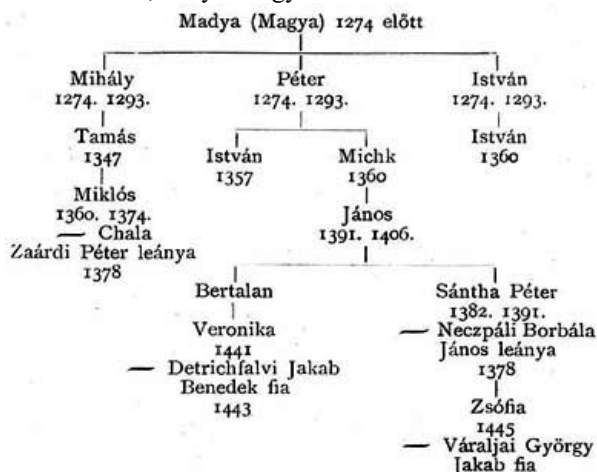 Madya (Magya) 1274 előtt
Mihály Péter István
1274. 1293. 1274. 1293. 1274. 1293.
Tamás István Michk István
1347 1357 1360 1360
Miklós János
1360. 1374. 1391. 1406.
— Chala
Zaárdi Péter leánya
1378
Bertalan Sántha Péter
1382. 1391.
Veronika — Neczpáli Borbála
1441 János leánya
— Detrichfalvi Jakab 1378
Benedek fia Zsófia
1443 1445
— Váraljai György
Jakab fia